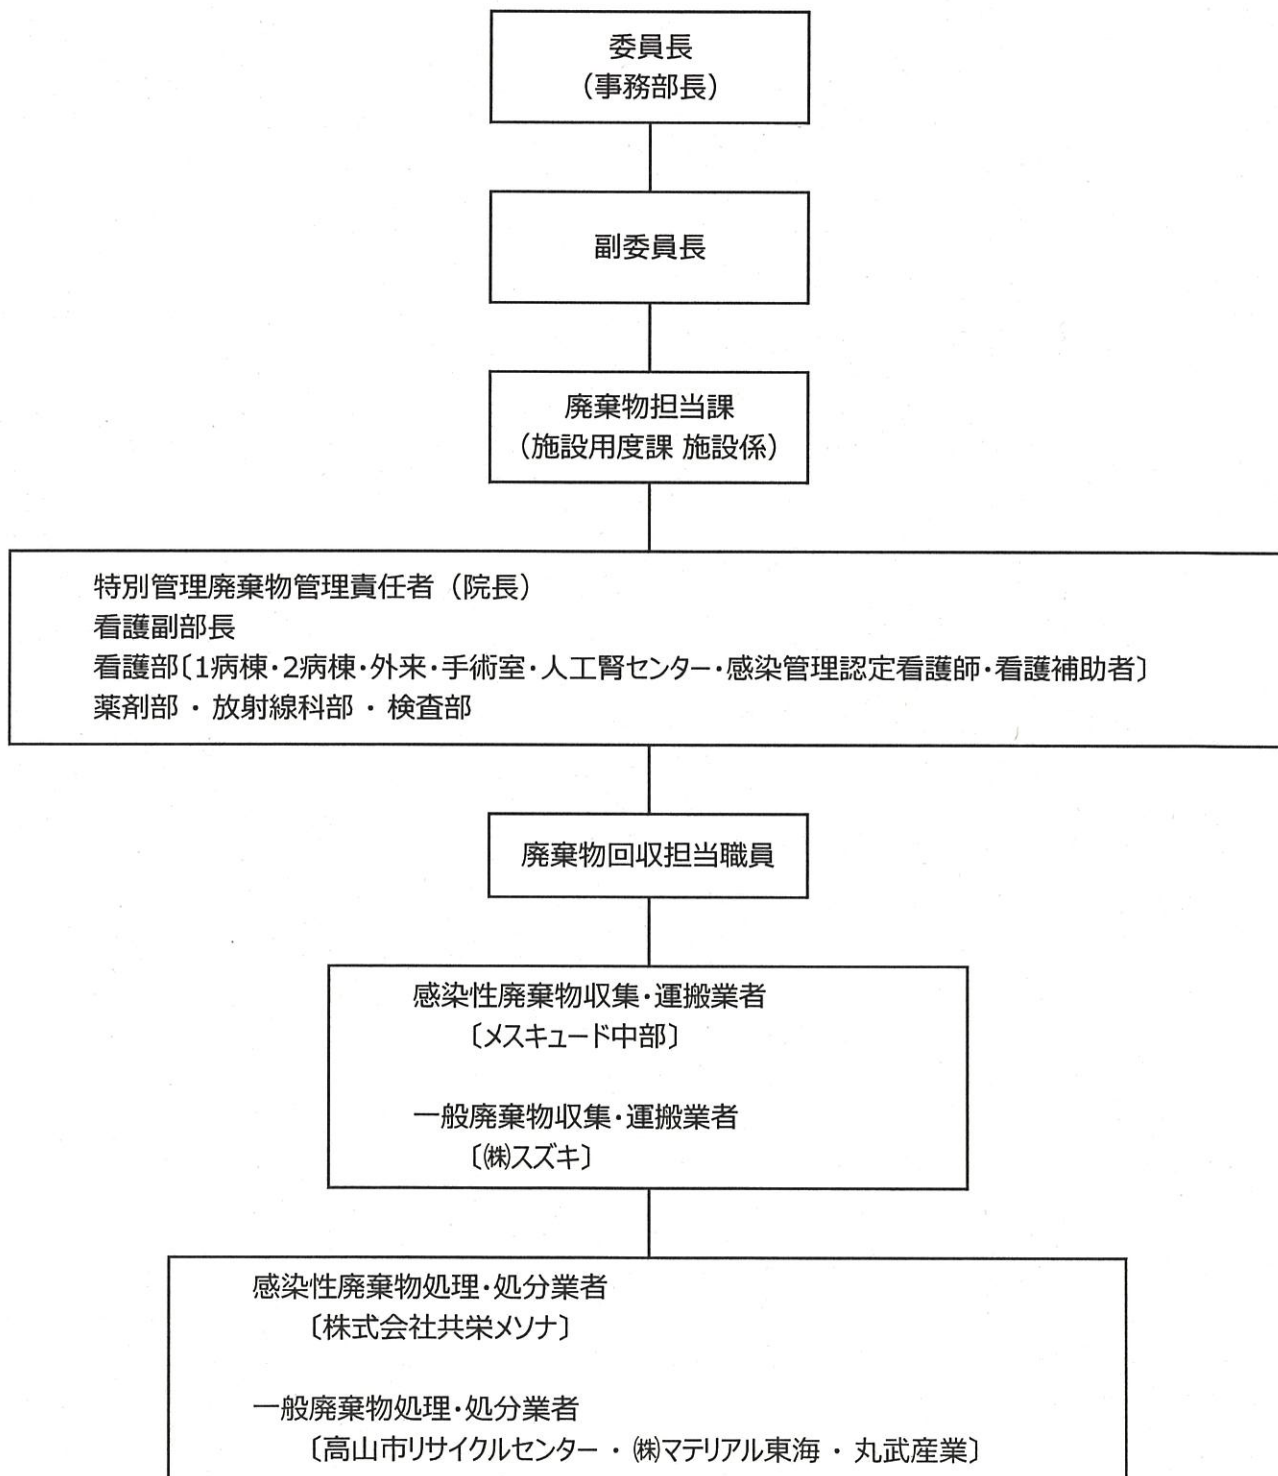 委員長
（事務部長）
副委員長
廃棄物担当課
（施設用度課 施設係）
特別管理廃棄物管理責任者（院長）
看護副部長
看護部〔1病棟・2病棟・外来・手術室・人工腎センター・感染管理認定看護師・看護補助者〕
薬剤部 ・ 放射線科部 ・ 検査部
廃棄物回収担当職員
感染性廃棄物収集・運搬業者
〔メスキュード中部〕
一般廃棄物収集・運搬業者
〔㈱スズキ〕
感染性廃棄物処理・処分業者
〔株式会社共栄メソナ〕
一般廃棄物処理・処分業者
〔高山市リサイクルセンター ・ ㈱マテリアル東海 ・ 丸武産業〕